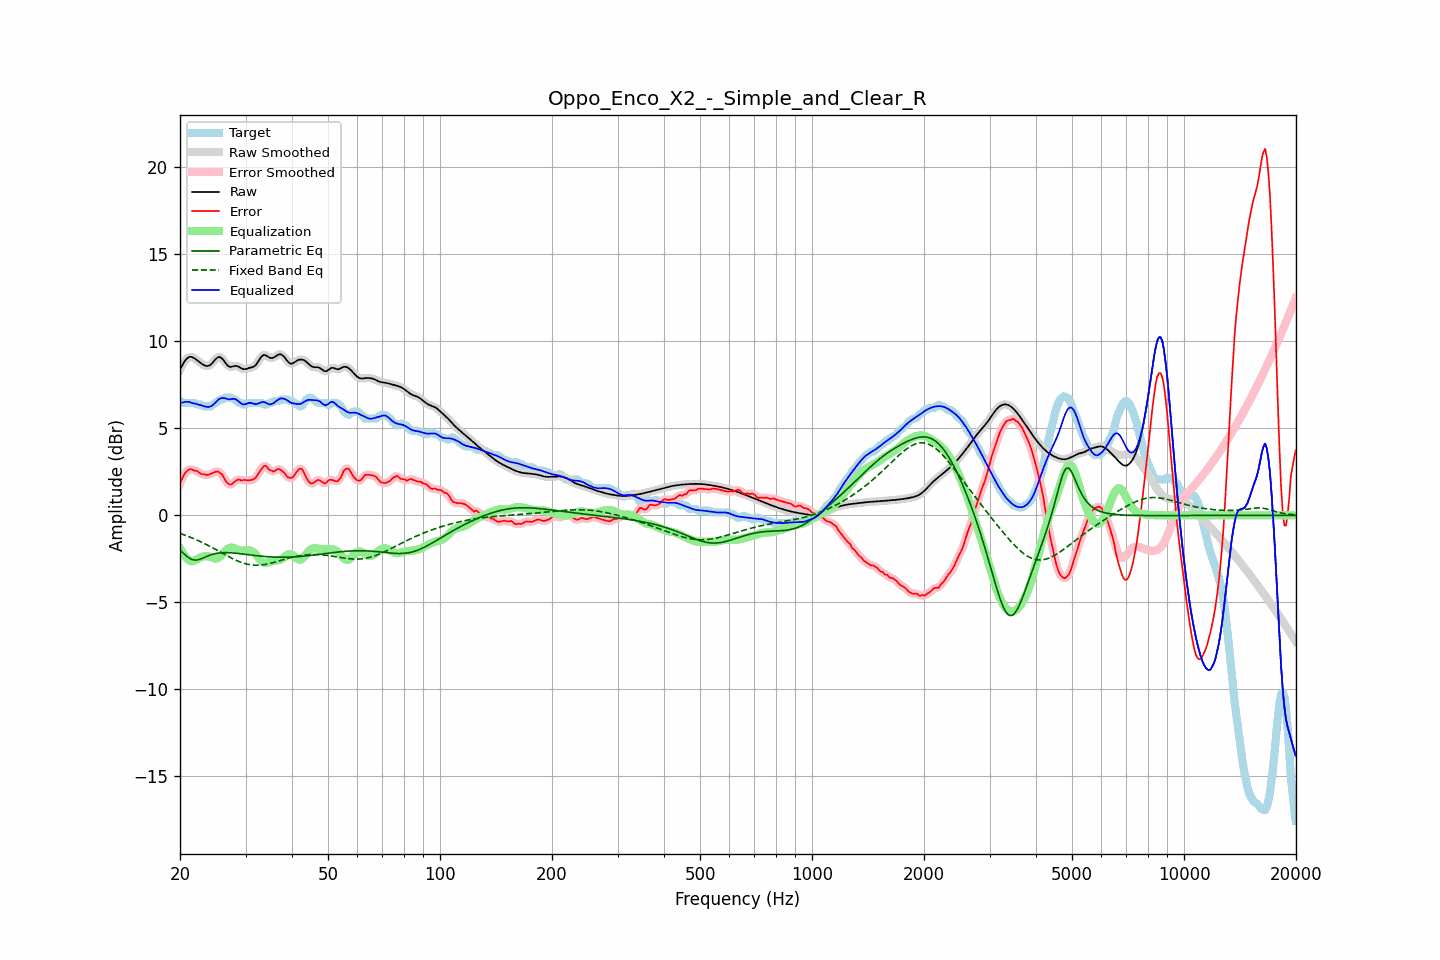 Oppo_Enco_X2_-_Simple_and_Clear_R
Target
Raw Smoothed
Error Smoothed
Raw
Error
Equalization
Parametric Eq
Fixed Band Eq
Equalized
Amplitude (dBr)
20
15
10
5
0
−5
−10
−15
20 50 100 200 500 1000 2000 5000 10000 20000
Frequency (Hz)